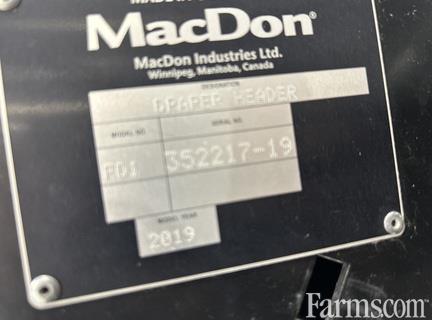 MacDon®
MacDon Industries Ltd.
Winnipeg, Manitoba, Canada
DESIGNATION
DRAPER HEADER
MODEL NO
SERIAL NO.
FD1
352217-19
MODEL YEAR
2019
Farms.com